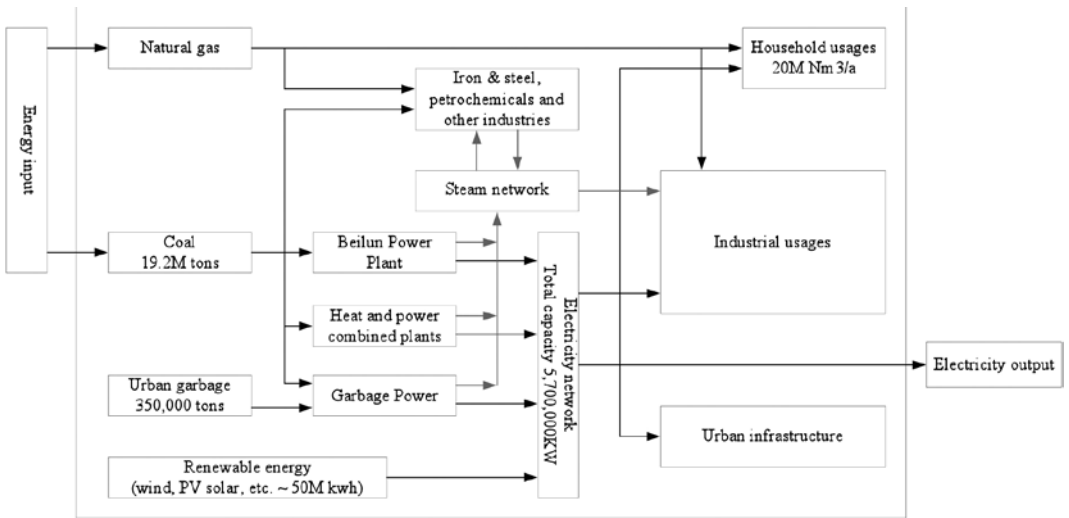 Energy input
Natural gas
Household usages
20M Nm3/a
Iron & steel,
petrochemicals and
other industries
Steam network
Coal
19.2M tons
Beilun Power
Plant
Industrial usages
Heat and power
combined plants
Electricity network
Total capacity 5,700,000KW
Electricity output
Urban garbage
350,000 tons
Garbage Power
Urban infrastructure
Renewable energy
(wind, PV solar, etc. ~ 50M kwh)